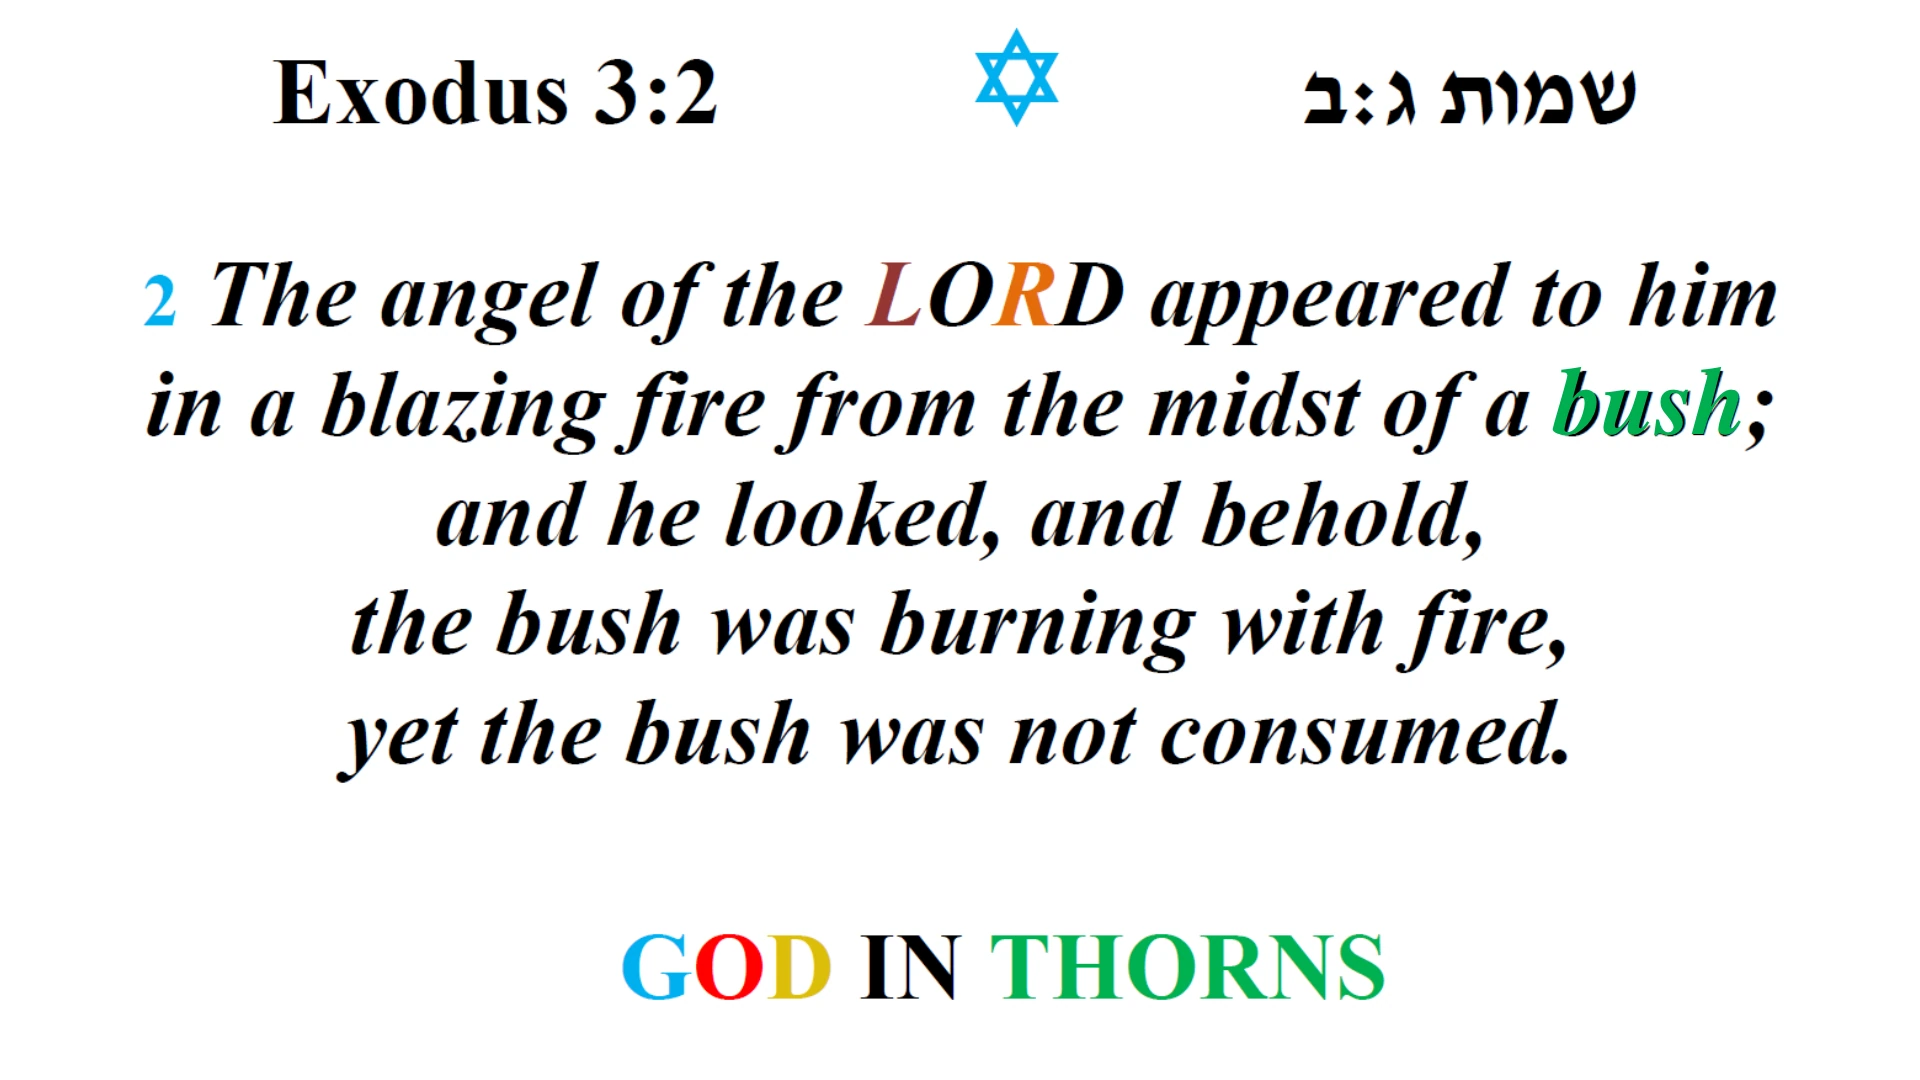 Exodus 3:2 ✡ שמות ג:ב
2 The angel of the LORD appeared to him
in a blazing fire from the midst of a bush;
and he looked, and behold,
the bush was burning with fire,
yet the bush was not consumed.
GOD IN THORNS